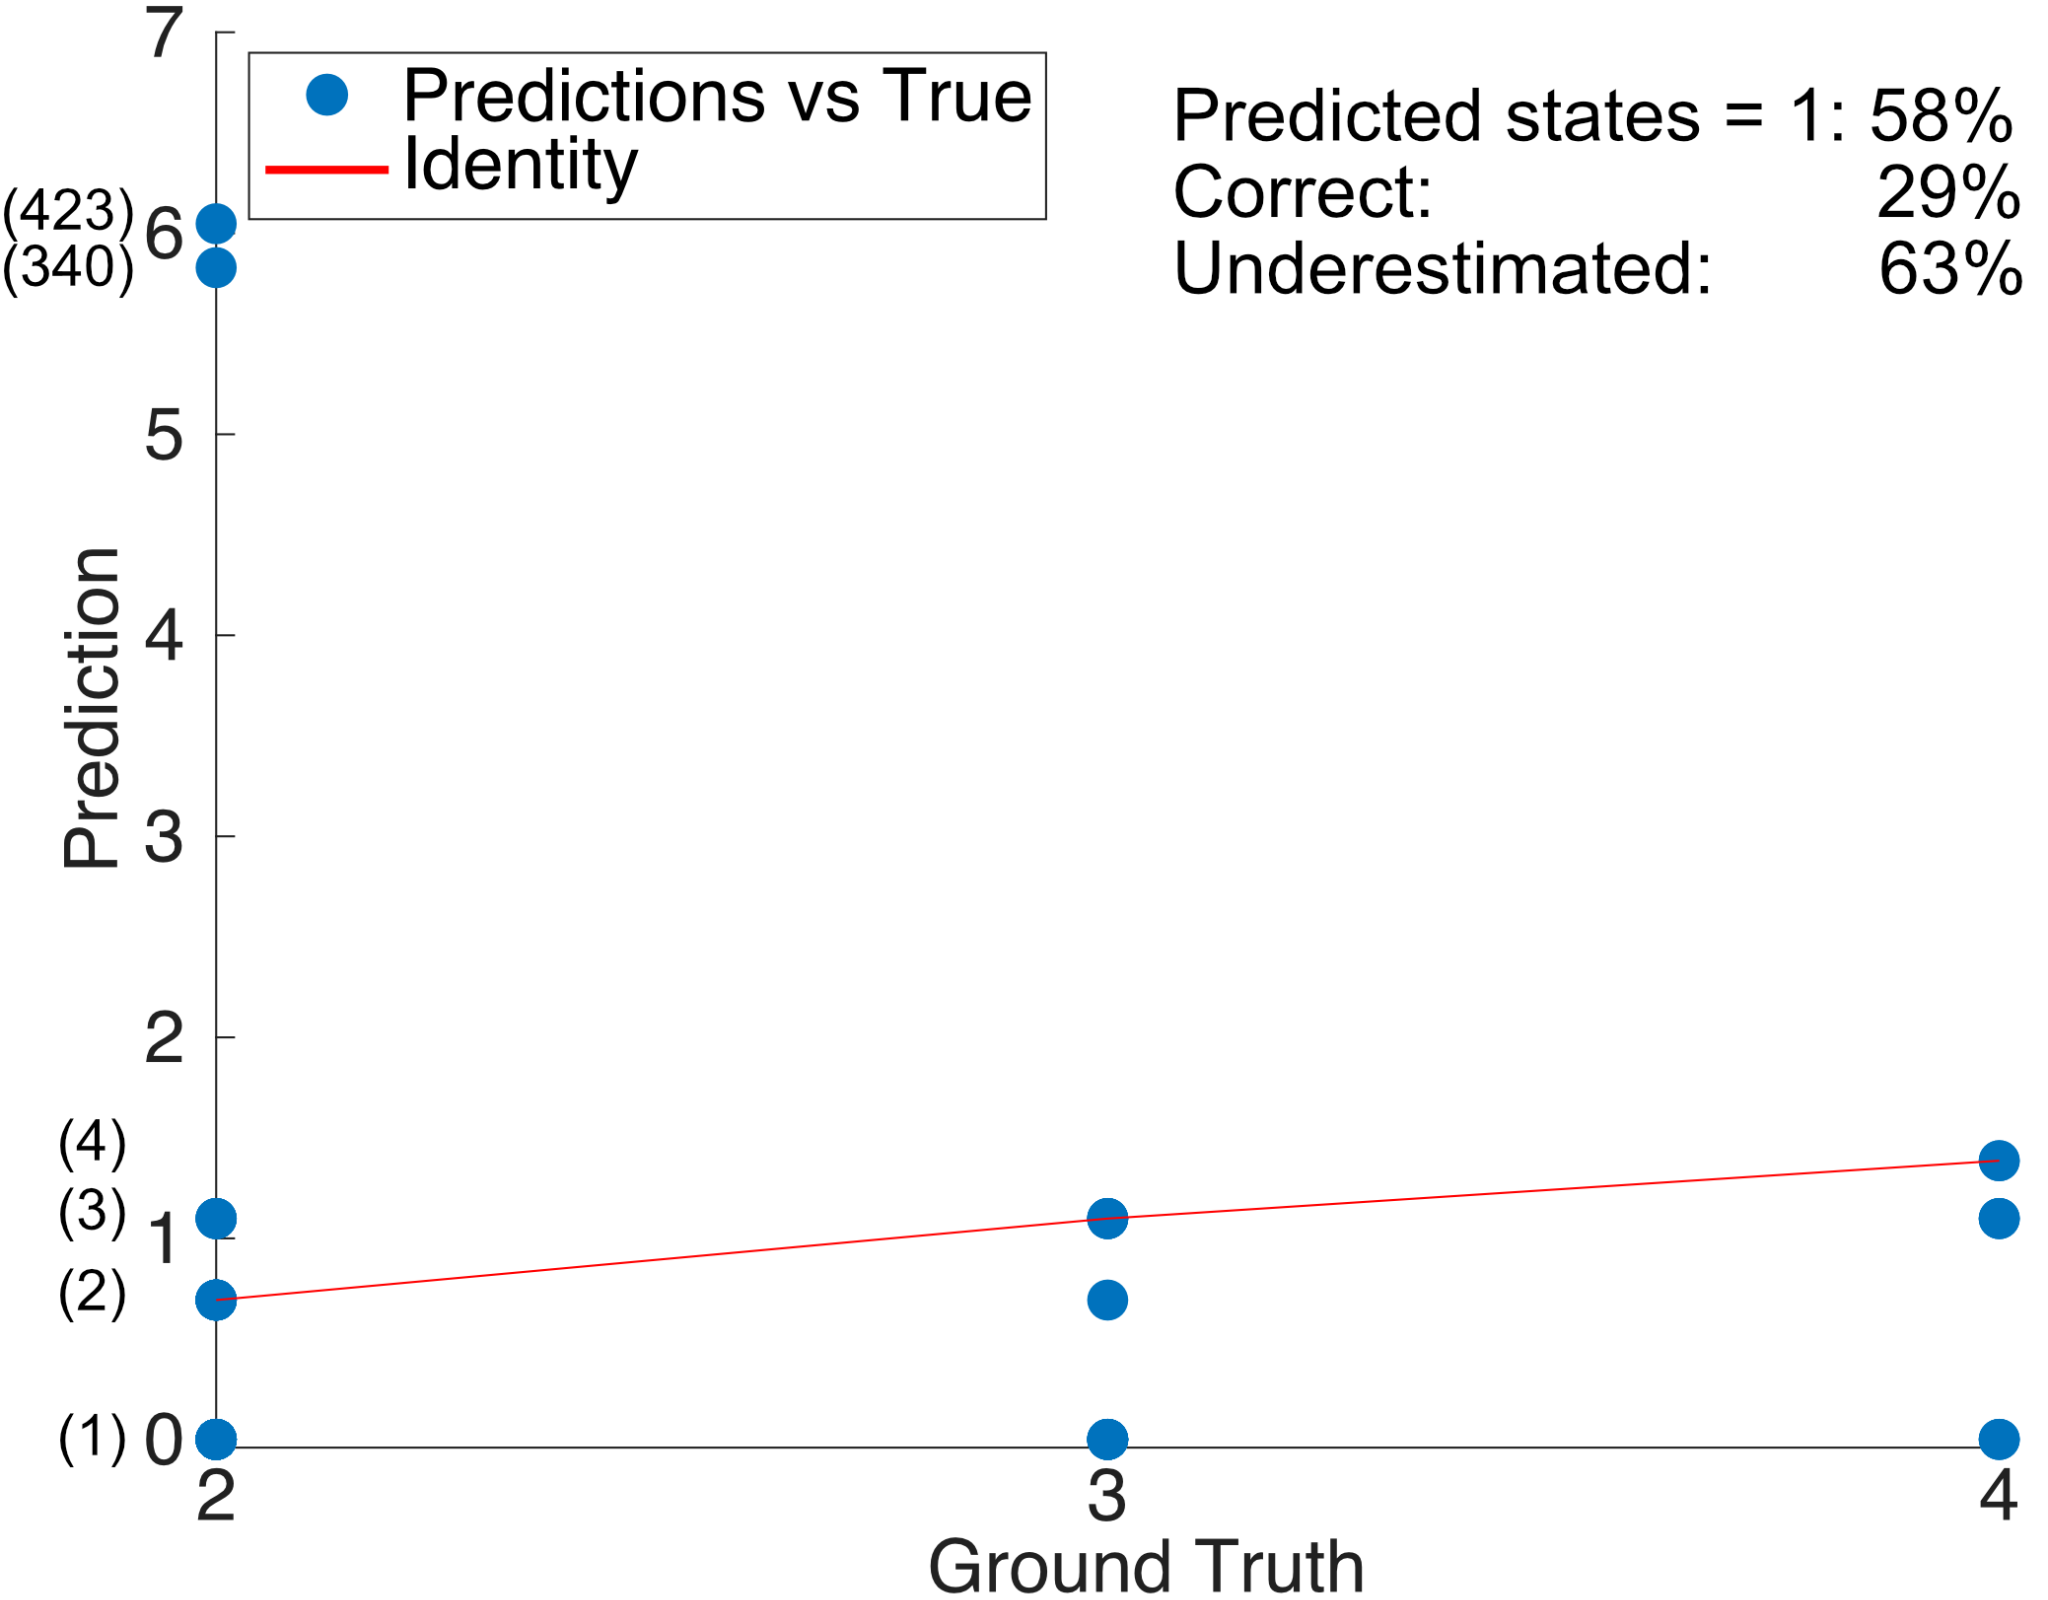 7
Predictions vs True
Identity
Predicted states = 1: 58%
Correct: 29%
Underestimated: 63%
(423)
6
(340)
5
4
3
2
(4)
(3)
1
(2)
(1)
0
Prediction
2
3
4
Ground Truth